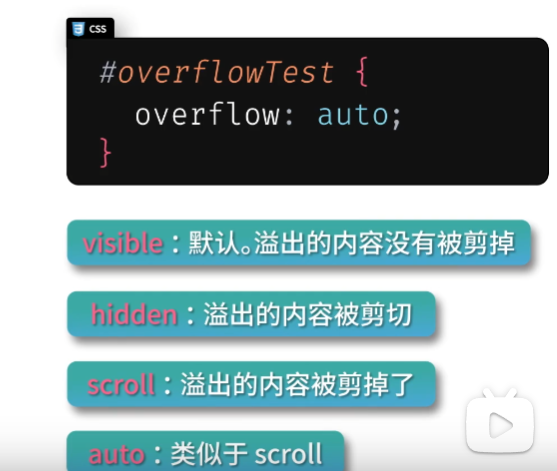 CSS
#overflowTest {
overflow: auto;
}
visible：默认。溢出的内容没有被剪掉
hidden：溢出的内容被剪切
scroll：溢出的内容被剪掉了
auto：类似于 scroll